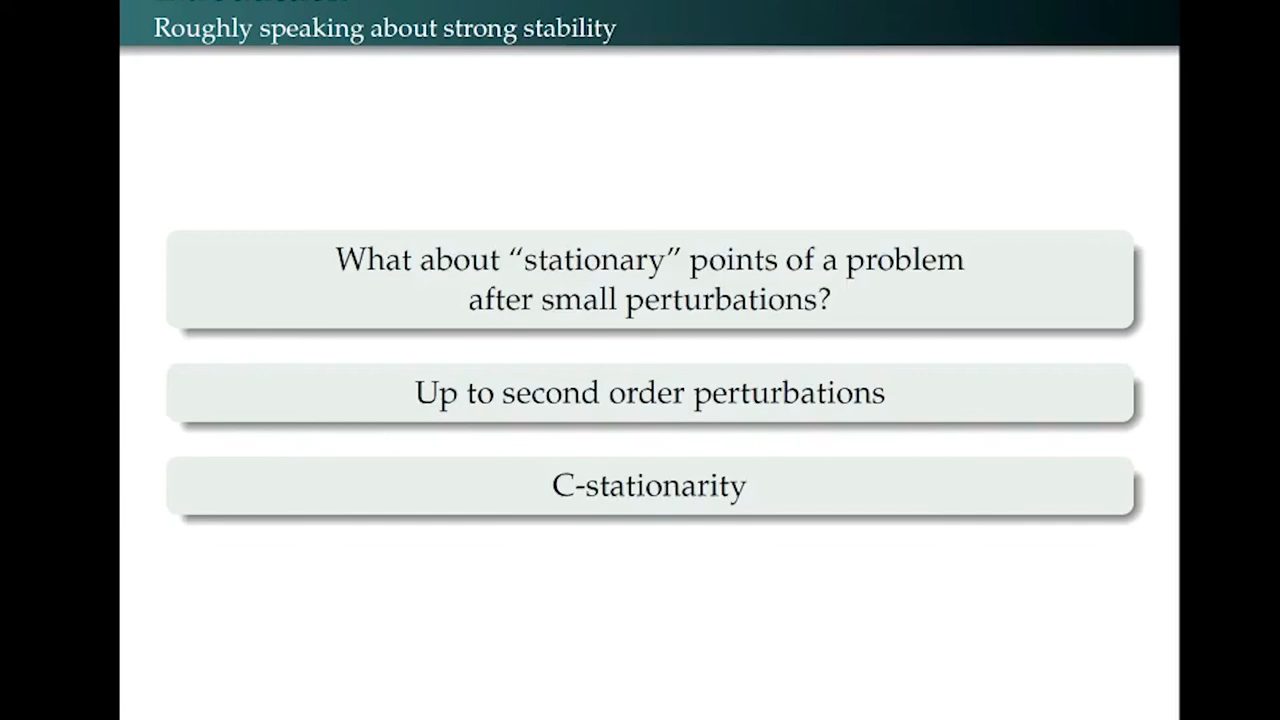 Roughly speaking about strong stability
What about “stationary” points of a problem
after small perturbations?
Up to second order perturbations
C-stationarity